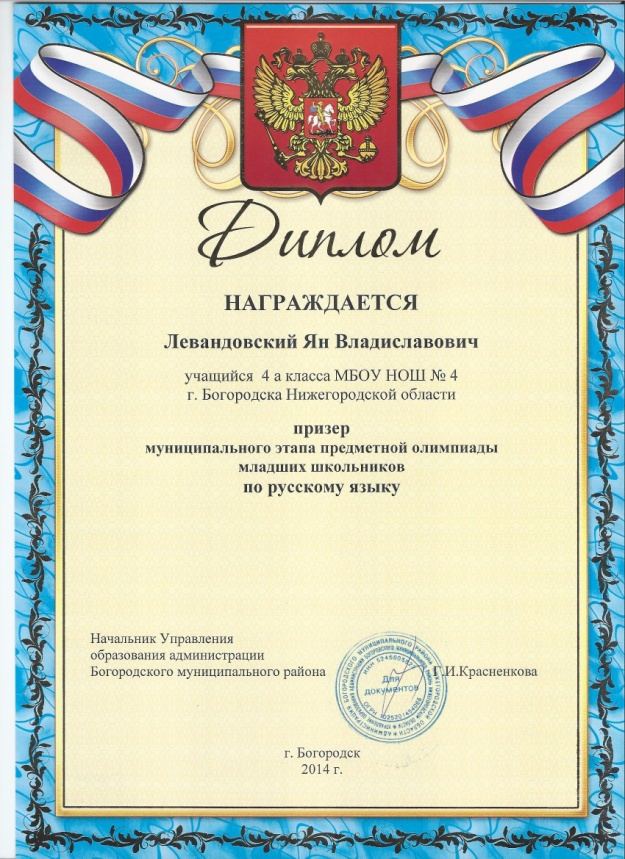 Диплом
НАГРАЖДАЕТСЯ
Левандовский Ян Владиславович
учащийся 4 а класса МБОУ НОШ № 4
г. Богородска Нижегородской области
призер
муниципального этапа предметной олимпиады
младших школьников
по русскому языку
Начальник Управления
образования администрации
Богородского муниципального района
Г.И.Красненкова
Для
документов
г. Богородск
2014 г.